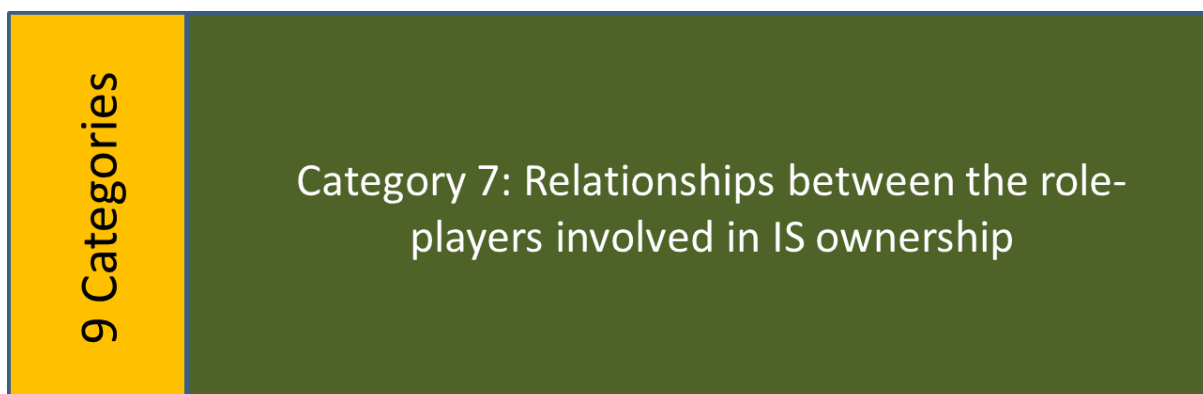 9 Categories
Category 7: Relationships between the role-
players involved in IS ownership